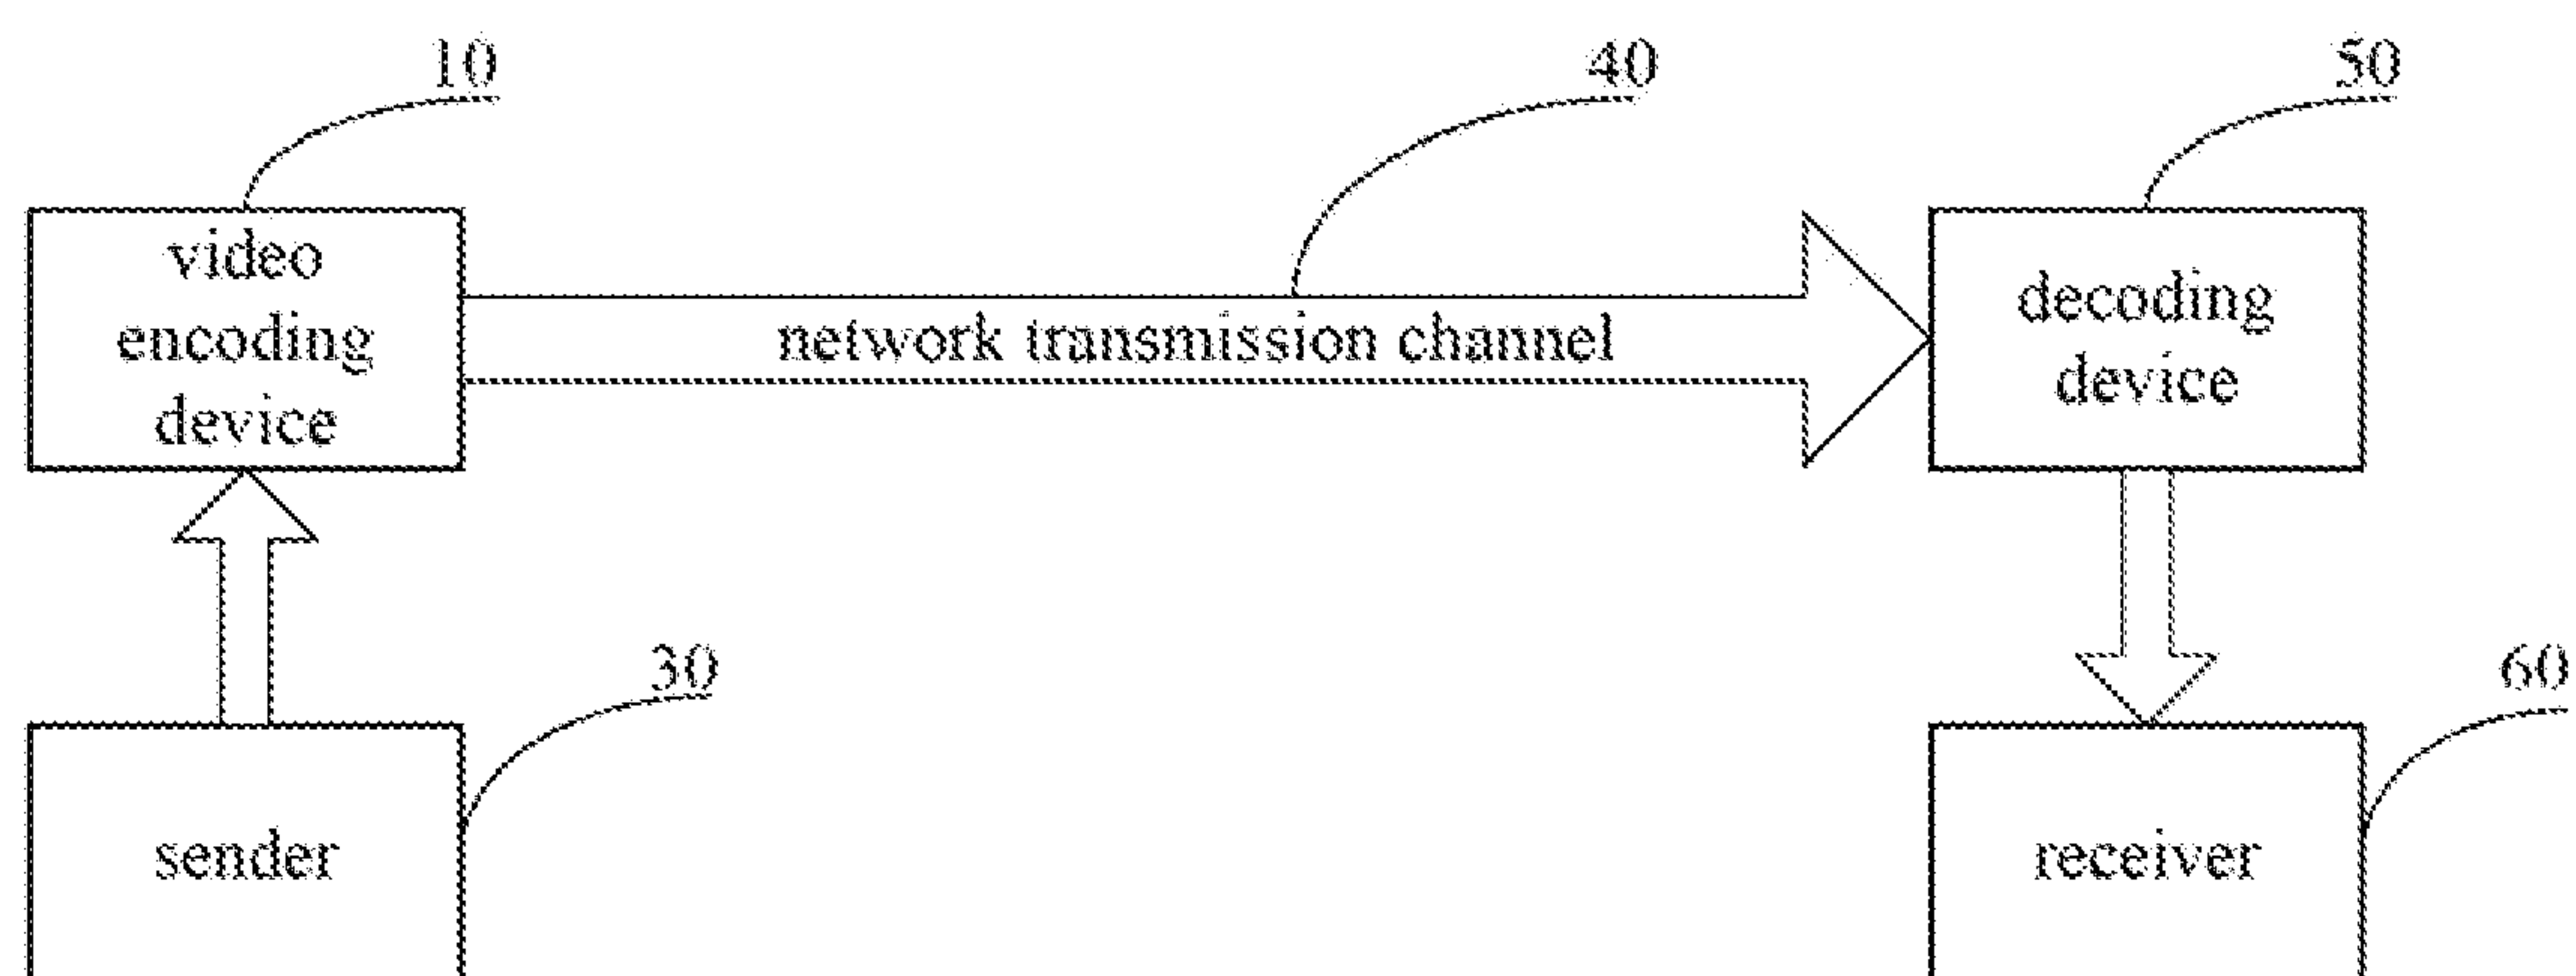 10
40
50
video
encoding
device
network transmission channel
decoding
device
30
60
sender
receiver